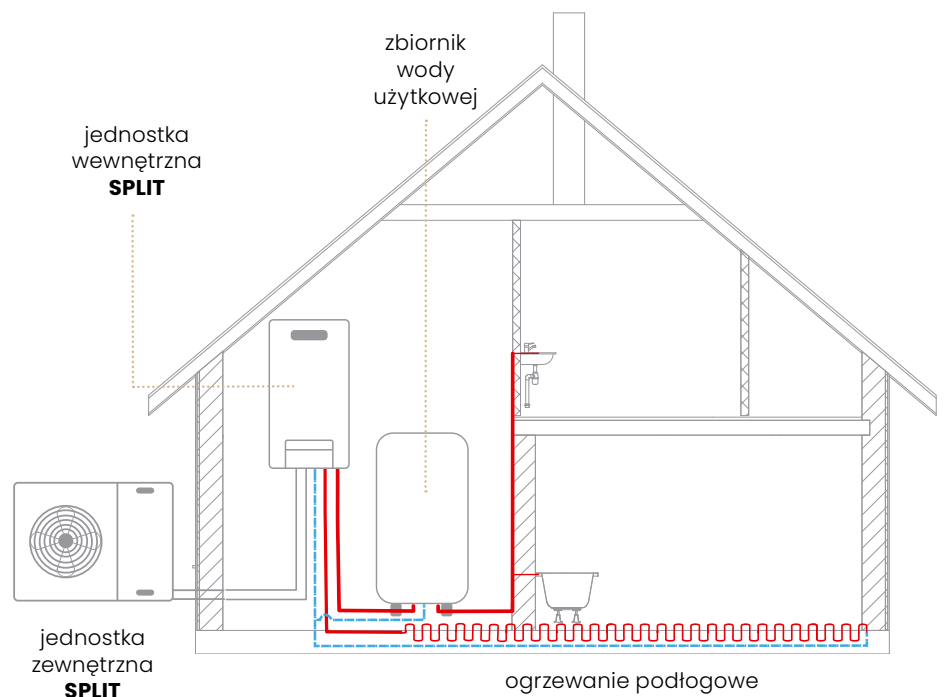 zbiornik
wody
użytkowej
jednostka
wewnętrzna
SPLIT
jednostka
zewnętrzna
SPLIT
ogrzewanie podłogowe